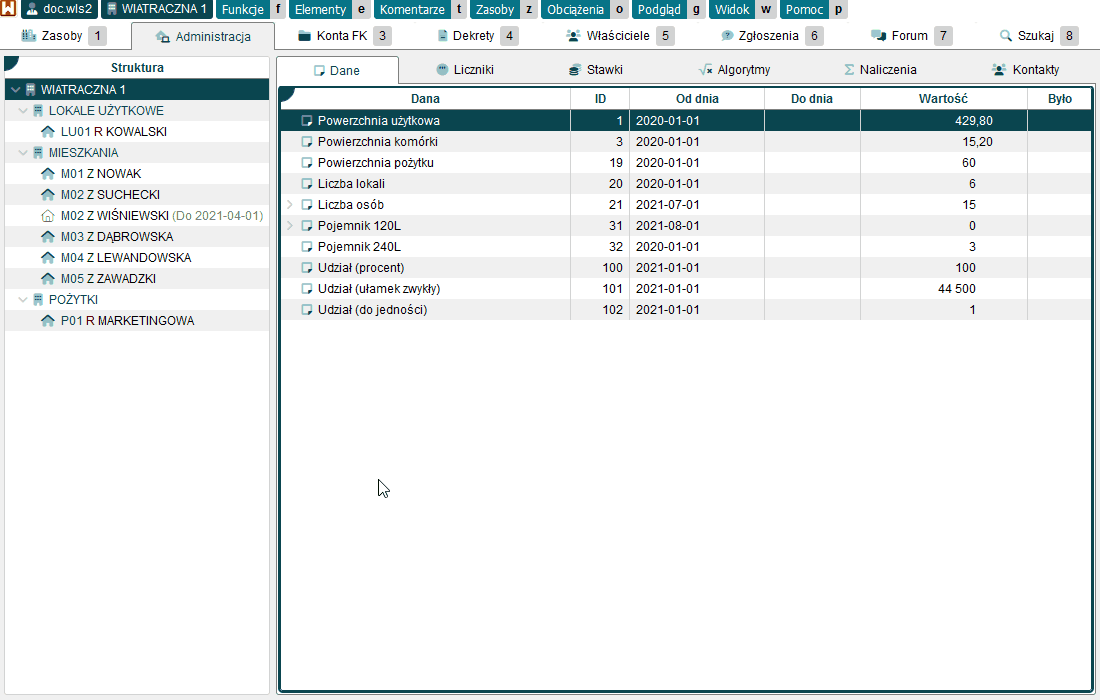 doc.wls2 WIATRACZNA 1 Funkcje f Elementy e Komentarze t Zasoby z Obciążenia o Podgląd g Widok w Pomoc p
Zasoby 1 Administracja Konta FK 3 Dekrety 4 Właściciele 5 Zgłoszenia 6 Forum 7 Szukaj 8
Struktura
WIATRACZNA 1
LOKALE UŻYTKOWE
LU01 R KOWALSKI
MIESZKANIA
M01 Z NOWAK
M02 Z SUCHECKI
M02 Z WIŚNIEWSKI (Do 2021-04-01)
M03 Z DĄBROWSKA
M04 Z LEWANDOWSKA
M05 Z ZAWADZKI
POŻYTKI
P01 R MARKETINGOWA
Dane Liczniki Stawki Algorytmy Naliczenia Kontakty
Dana ID Od dnia Do dnia Wartość Było
Powerzchnia użytkowa 1 2020-01-01 429,80
Powierzchnia komórki 3 2020-01-01 15,20
Powierzchnia pożytku 19 2020-01-01 60
Liczba lokali 20 2020-01-01 6
Liczba osób 21 2021-07-01 15
Pojemnik 120L 31 2021-08-01 0
Pojemnik 240L 32 2020-01-01 3
Udział (procent) 100 2021-01-01 100
Udział (ułamek zwykły) 101 2021-01-01 44 500
Udział (do jedności) 102 2021-01-01 1